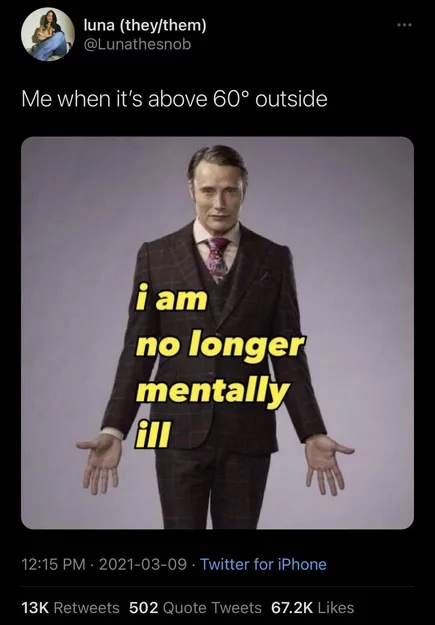 luna (they/them)
@Lunathesnob
Me when it's above 60° outside
i am
no longer
mentally
ill
12:15 PM · 2021-03-09 · Twitter for iPhone
13K Retweets 502 Quote Tweets 67.2K Likes